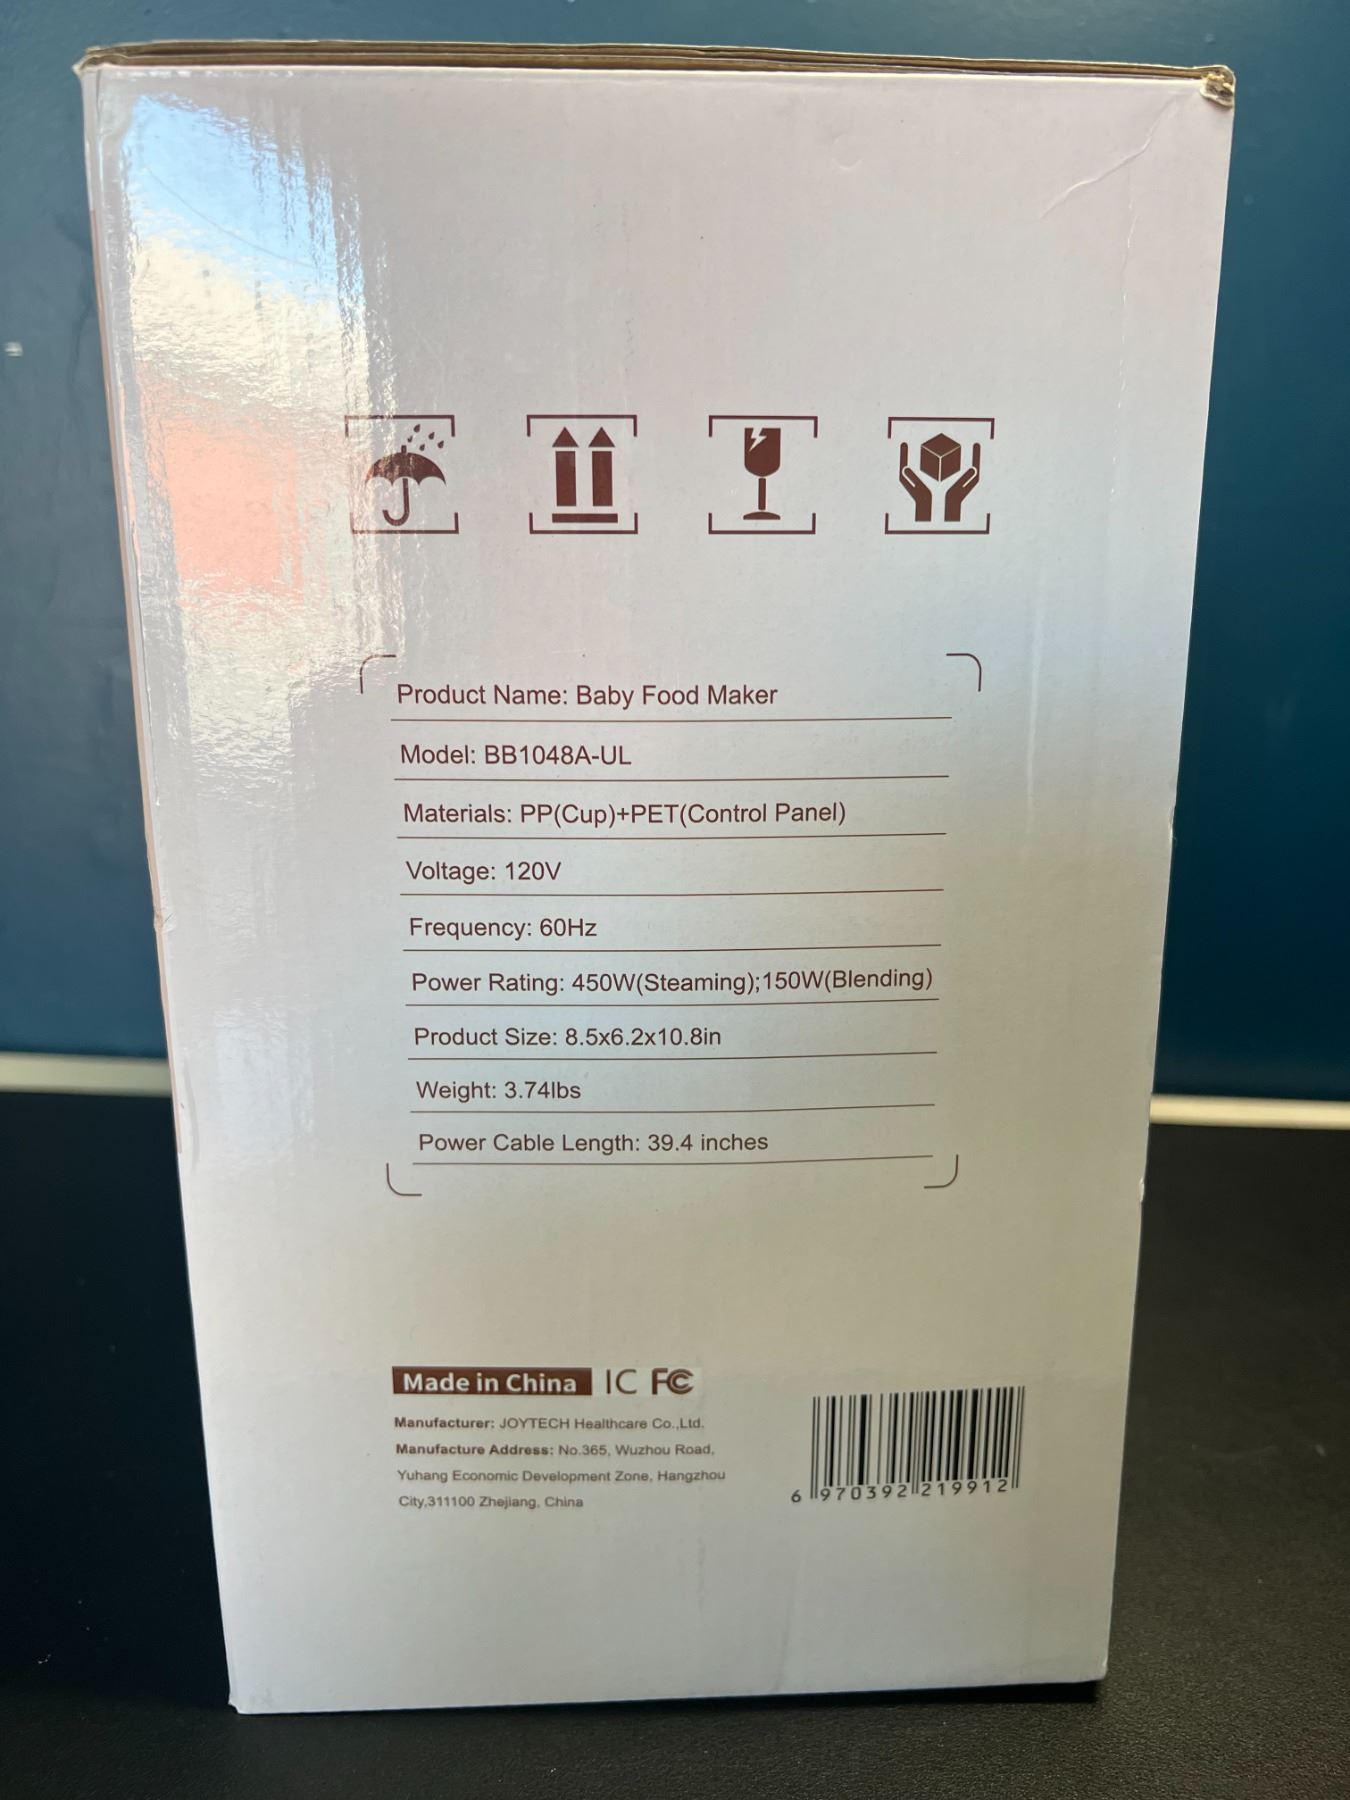 Product Name: Baby Food Maker
Model: BB1048A-UL
Materials: PP(Cup)+PET(Control Panel)
Voltage: 120V
Frequency: 60Hz
Power Rating: 450W(Steaming);150W(Blending)
Product Size: 8.5x6.2x10.8in
Weight: 3.74lbs
Power Cable Length: 39.4 inches
Made in China IC FC
Manufacturer: JOYTECH Healthcare Co.,Ltd.
Manufacture Address: No.365, Wuzhou Road,
Yuhang Economic Development Zone, Hangzhou
City,311100 Zhejiang, China
6 970392 219912